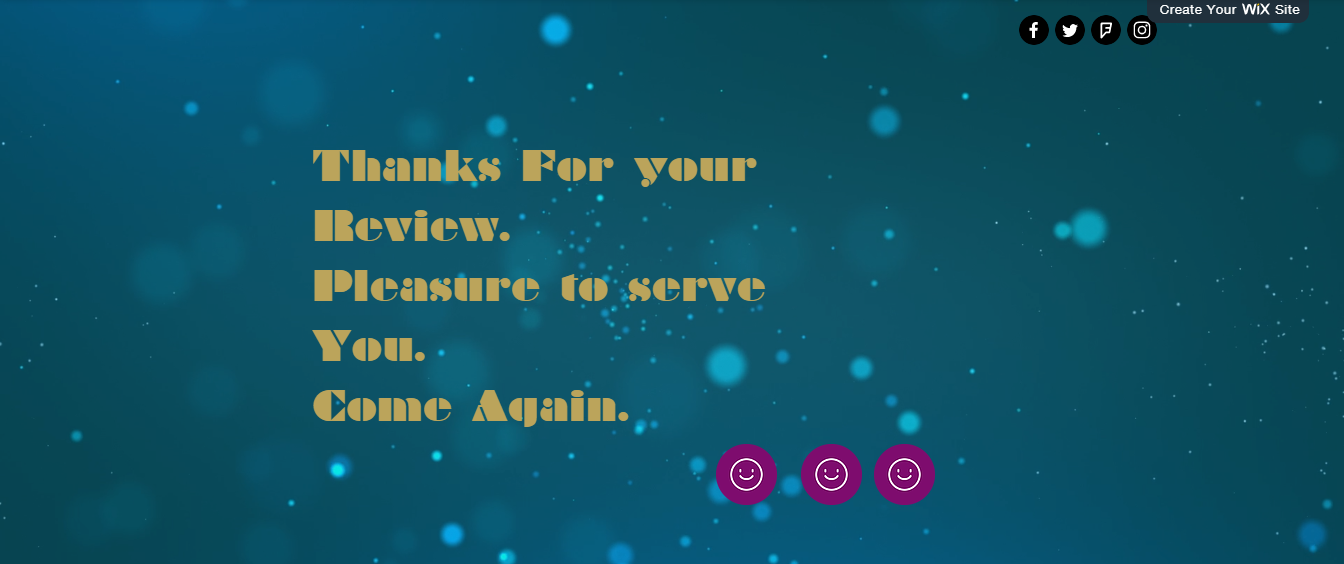 Create Your WiX Site
Thanks For your
Review.
Pleasure to serve
You.
Come Again.